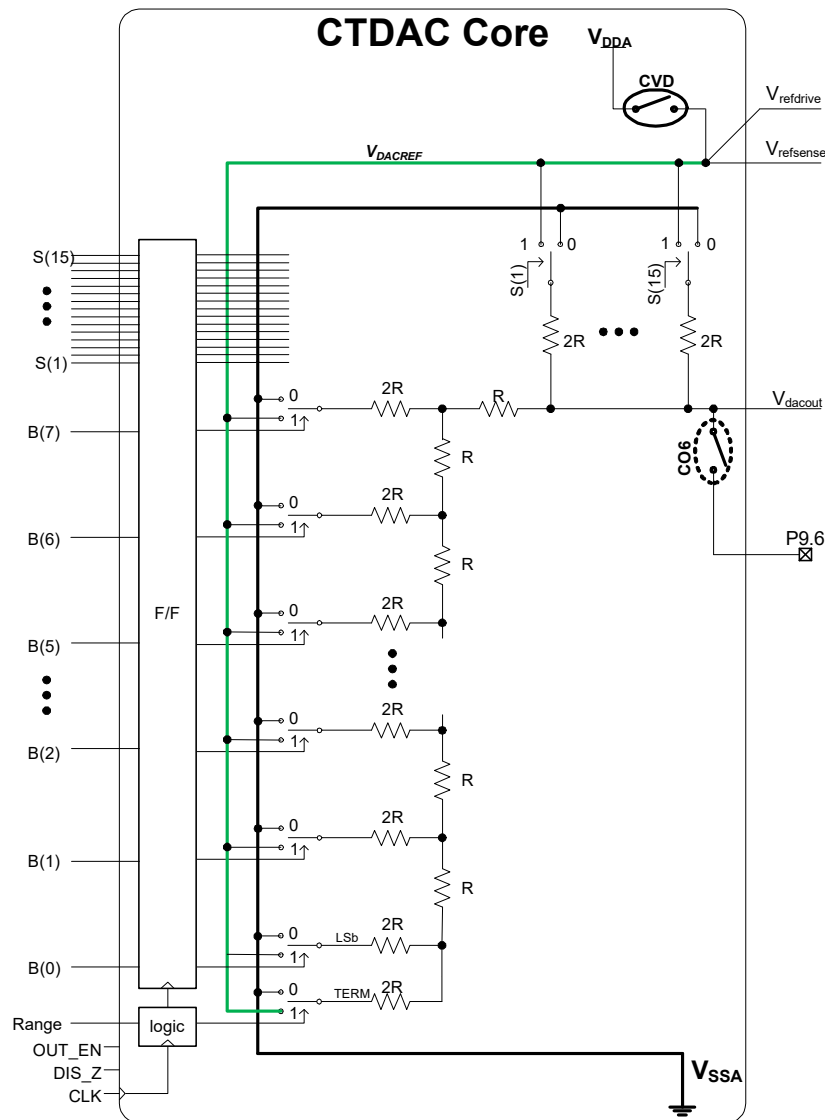 CTDAC Core
VDDA
CVD
Vrefdrive
VDACREF
Vrefsense
S(15)
1 0 1 0
S(1) S(15)
2R 2R
S(1)
0 2R R Vdacout
1
B(7)
R CO6
0 2R
1
B(6) P9.6
R
F/F 0 2R
1
B(5)
0 2R
1
B(2)
R
0 2R
1
B(1)
R
0 LSb 2R
1
B(0)
0 TERM 2R
1
Range logic
OUT_EN
DIS_Z
CLK
VSSA